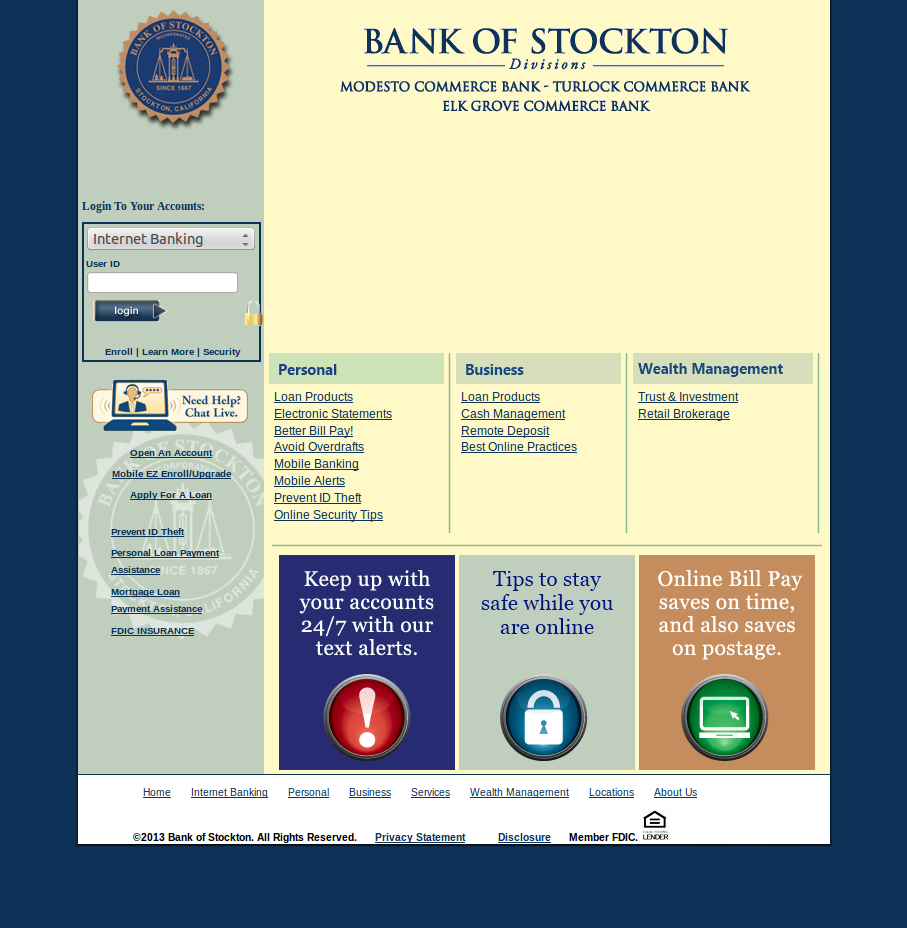 BANK OF STOCKTON
INCORPORATED
SINCE 1867
STOCKTON, CALIFORNIA
BANK OF STOCKTON
Divisions
MODESTO COMMERCE BANK - TURLOCK COMMERCE BANK
ELK GROVE COMMERCE BANK
Login To Your Accounts:
Internet Banking
User ID
login
Enroll | Learn More | Security
Need Help?
Chat Live.
BANK OF STOCKTON
INCORPORATED
SINCE 1867
CALIFORNIA
Open An Account
Mobile EZ Enroll/Upgrade
Apply For A Loan
Prevent ID Theft
Personal Loan Payment
Assistance
Mortgage Loan
Payment Assistance
FDIC INSURANCE
Personal
Loan Products
Electronic Statements
Better Bill Pay!
Avoid Overdrafts
Mobile Banking
Mobile Alerts
Prevent ID Theft
Online Security Tips
Business
Loan Products
Cash Management
Remote Deposit
Best Online Practices
Wealth Management
Trust & Investment
Retail Brokerage
Keep up with
your accounts
24/7 with our
text alerts.
Tips to stay
safe while you
are online
Online Bill Pay
saves on time,
and also saves
on postage.
Home Internet Banking Personal Business Services Wealth Management Locations About Us
©2013 Bank of Stockton. All Rights Reserved. Privacy Statement Disclosure Member FDIC.
EQUAL HOUSING
LENDER